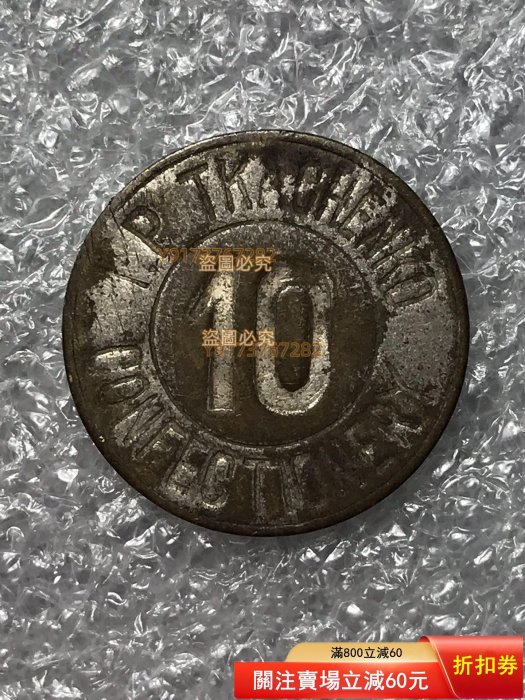 I.P. TKACHENKO
10
CONFECTIONERY
盜圖必究
盜圖必究
滿800立減60
關注賣場立減60元
折扣券